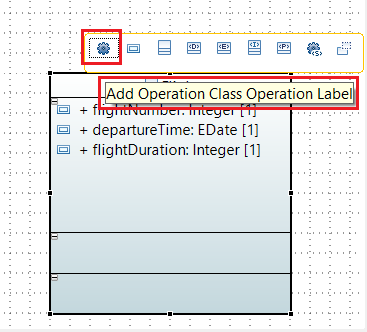 <D> <E> <I> <P> <S>
Add Operation Class Operation Label
+ flightNumber: Integer [1]
+ departureTime: EDate [1]
+ flightDuration: Integer [1]